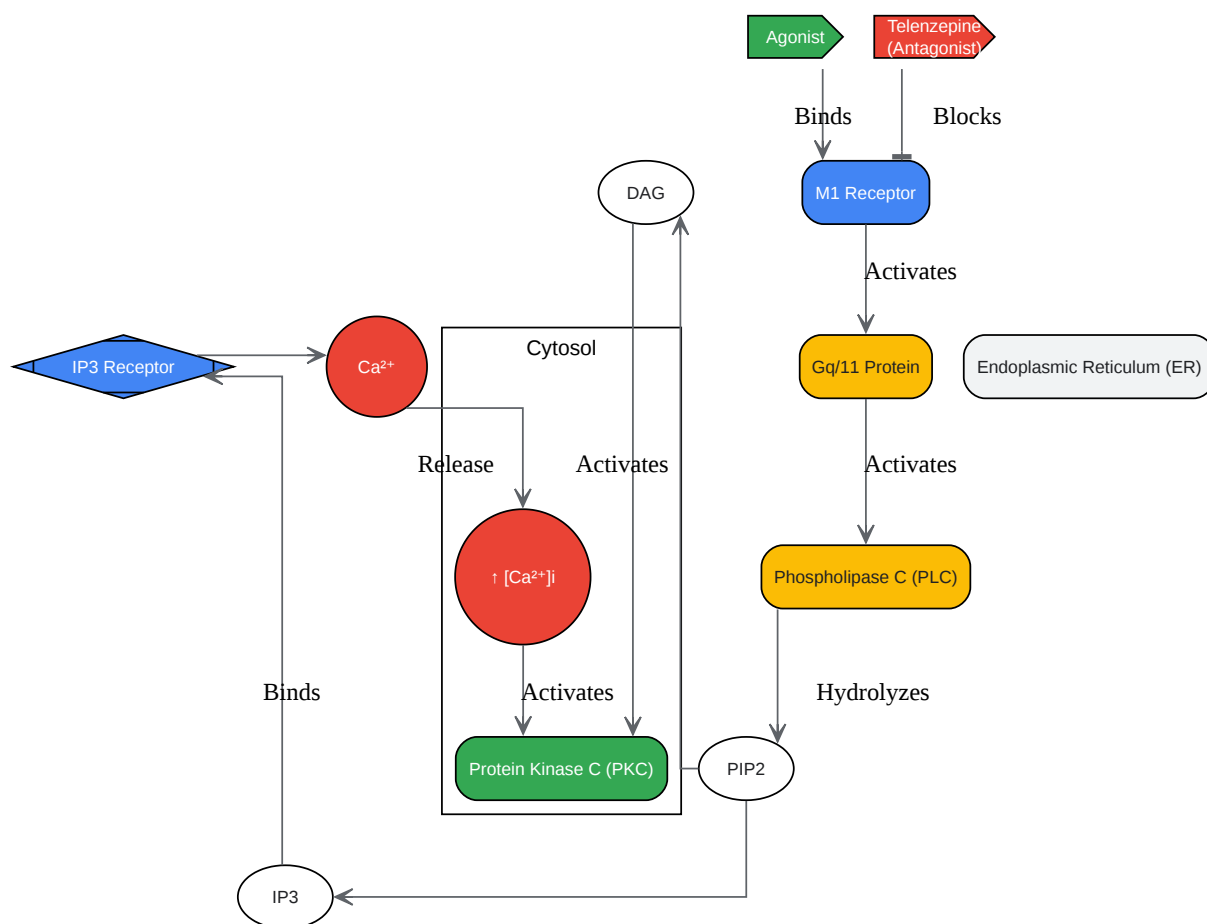 Agonist
Telenzepine
(Antagonist)
Binds
Blocks
DAG
M1 Receptor
Activates
Cytosol
IP3 Receptor
Ca²⁺
Gq/11 Protein
Endoplasmic Reticulum (ER)
Release
Activates
Activates
↑ [Ca²⁺]i
Phospholipase C (PLC)
Binds
Activates
Hydrolyzes
Protein Kinase C (PKC)
PIP2
IP3